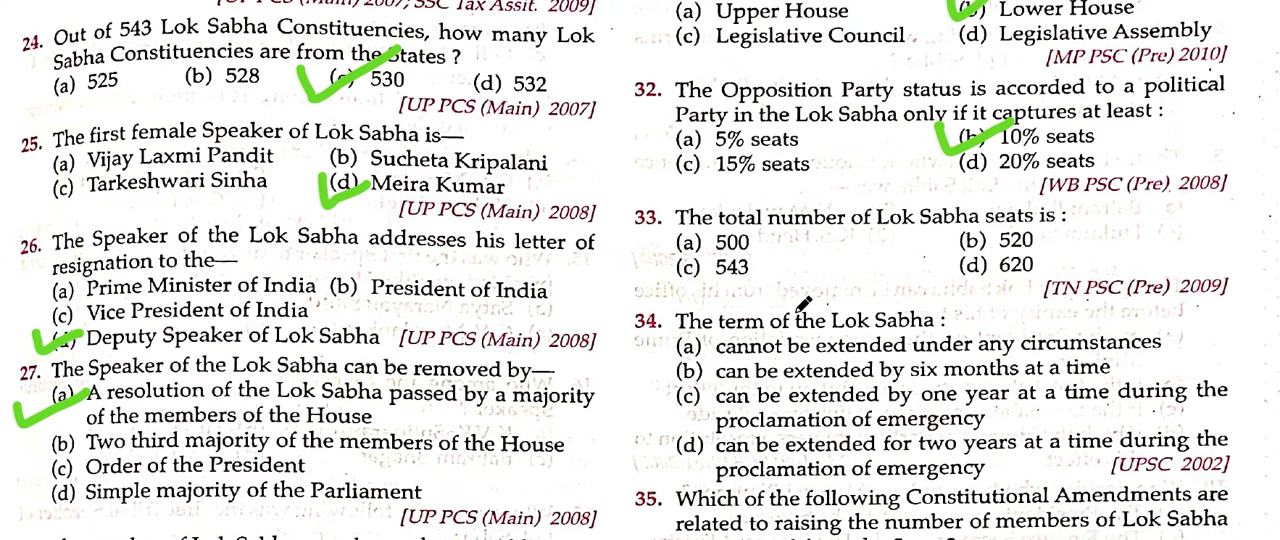 [UP PCS (Main) 2007; SSC Tax Assit. 2009]
24. Out of 543 Lok Sabha Constituencies, how many Lok
Sabha Constituencies are from the States ?
(a) 525 (b) 528 (c) 530 (d) 532
[UP PCS (Main) 2007]
25. The first female Speaker of Lok Sabha is—
(a) Vijay Laxmi Pandit (b) Sucheta Kripalani
(c) Tarkeshwari Sinha (d) Meira Kumar
[UP PCS (Main) 2008]
26. The Speaker of the Lok Sabha addresses his letter of
resignation to the—
(a) Prime Minister of India (b) President of India
(c) Vice President of India
(d) Deputy Speaker of Lok Sabha [UP PCS (Main) 2008]
27. The Speaker of the Lok Sabha can be removed by—
(a) A resolution of the Lok Sabha passed by a majority
of the members of the House
(b) Two third majority of the members of the House
(c) Order of the President
(d) Simple majority of the Parliament
[UP PCS (Main) 2008]
(a) Upper House (b) Lower House
(c) Legislative Council (d) Legislative Assembly
[MP PSC (Pre) 2010]
32. The Opposition Party status is accorded to a political
Party in the Lok Sabha only if it captures at least :
(a) 5% seats (b) 10% seats
(c) 15% seats (d) 20% seats
[WB PSC (Pre) 2008]
33. The total number of Lok Sabha seats is :
(a) 500 (b) 520
(c) 543 (d) 620
[TN PSC (Pre) 2009]
34. The term of the Lok Sabha :
(a) cannot be extended under any circumstances
(b) can be extended by six months at a time
(c) can be extended by one year at a time during the
proclamation of emergency
(d) can be extended for two years at a time during the
proclamation of emergency [UPSC 2002]
35. Which of the following Constitutional Amendments are
related to raising the number of members of Lok Sabha